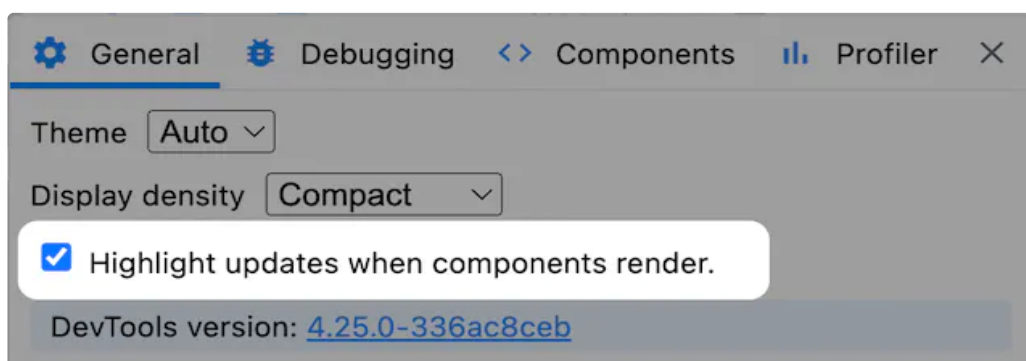 General Debugging Components Profiler
Theme Auto
Display density Compact
Highlight updates when components render.
DevTools version: 4.25.0-336ac8ceb